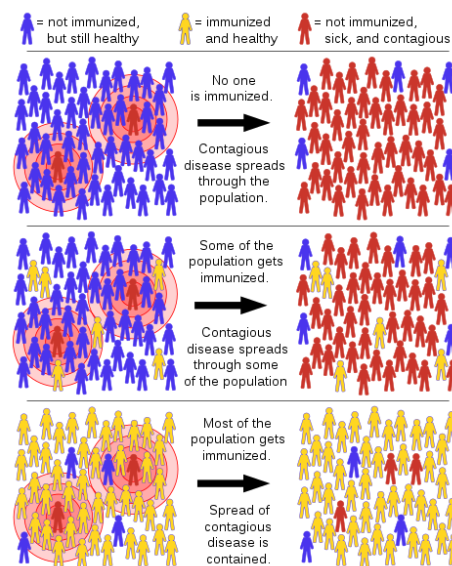 = not immunized,
but still healthy
= immunized
and healthy
= not immunized,
sick, and contagious
No one
is immunized.
Contagious
disease spreads
through the
population.
Some of the
population gets
immunized.
Contagious
disease spreads
through some
of the population
Most of the
population gets
immunized.
Spread of
contagious
disease is
contained.